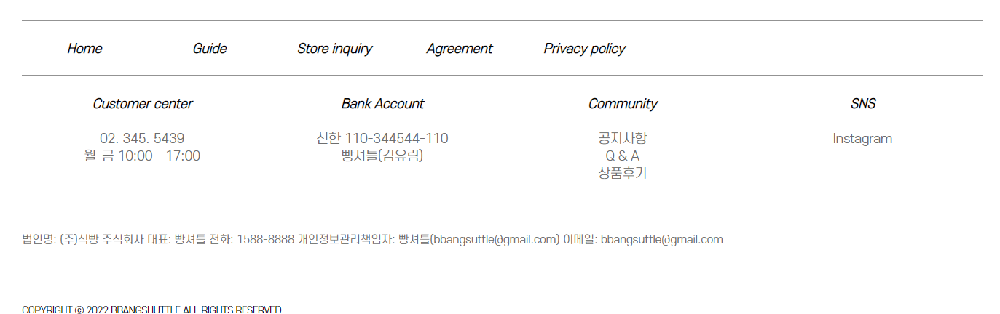 Home Guide Store inquiry Agreement Privacy policy
Customer center
02. 345. 5439
월-금 10:00 - 17:00
Bank Account
신한 110-344544-110
빵셔틀(김유림)
Community
공지사항
Q & A
상품후기
SNS
Instagram
법인명: (주)식빵 주식회사 대표: 빵셔틀 전화: 1588-8888 개인정보관리책임자: 빵셔틀(bbangsuttle@gmail.com) 이메일: bbangsuttle@gmail.com
COPYRIGHT ⓒ 2022 BBANGSHUTTLE ALL RIGHTS RESERVED.